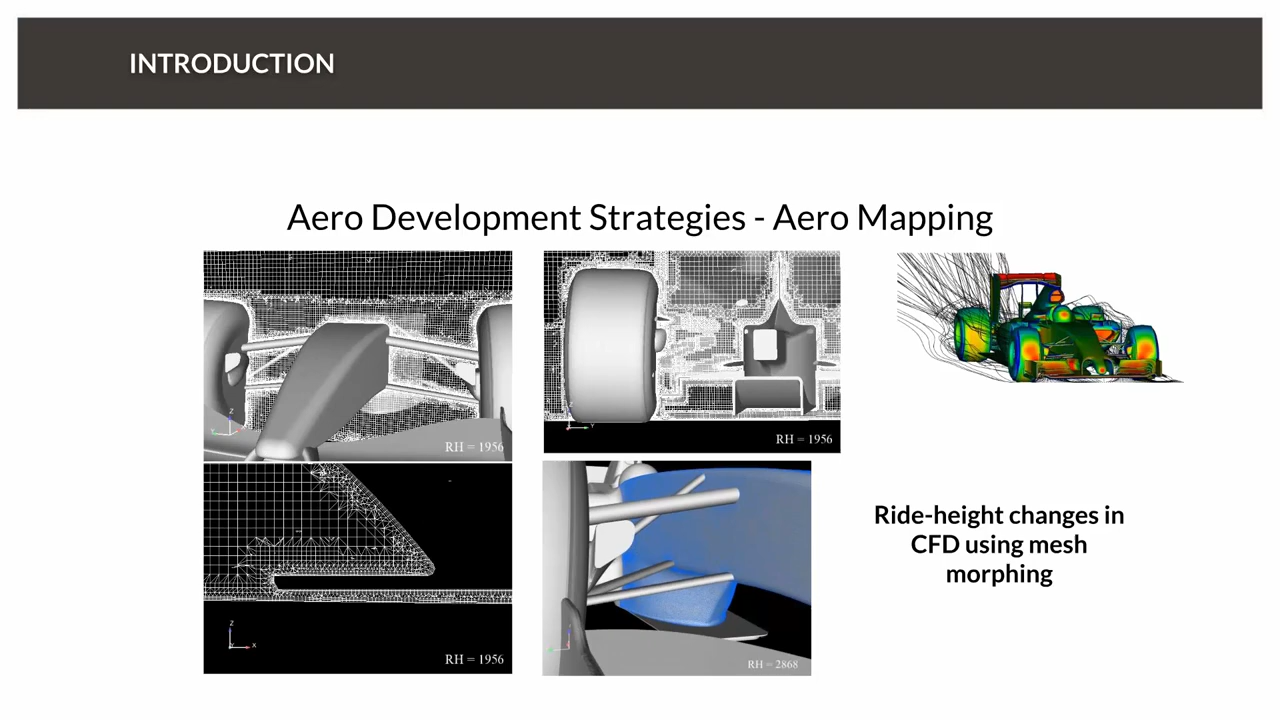 INTRODUCTION
Aero Development Strategies - Aero Mapping
RH = 1956
RH = 1956
RH = 1956
RH = 2868
Ride-height changes in
CFD using mesh
morphing